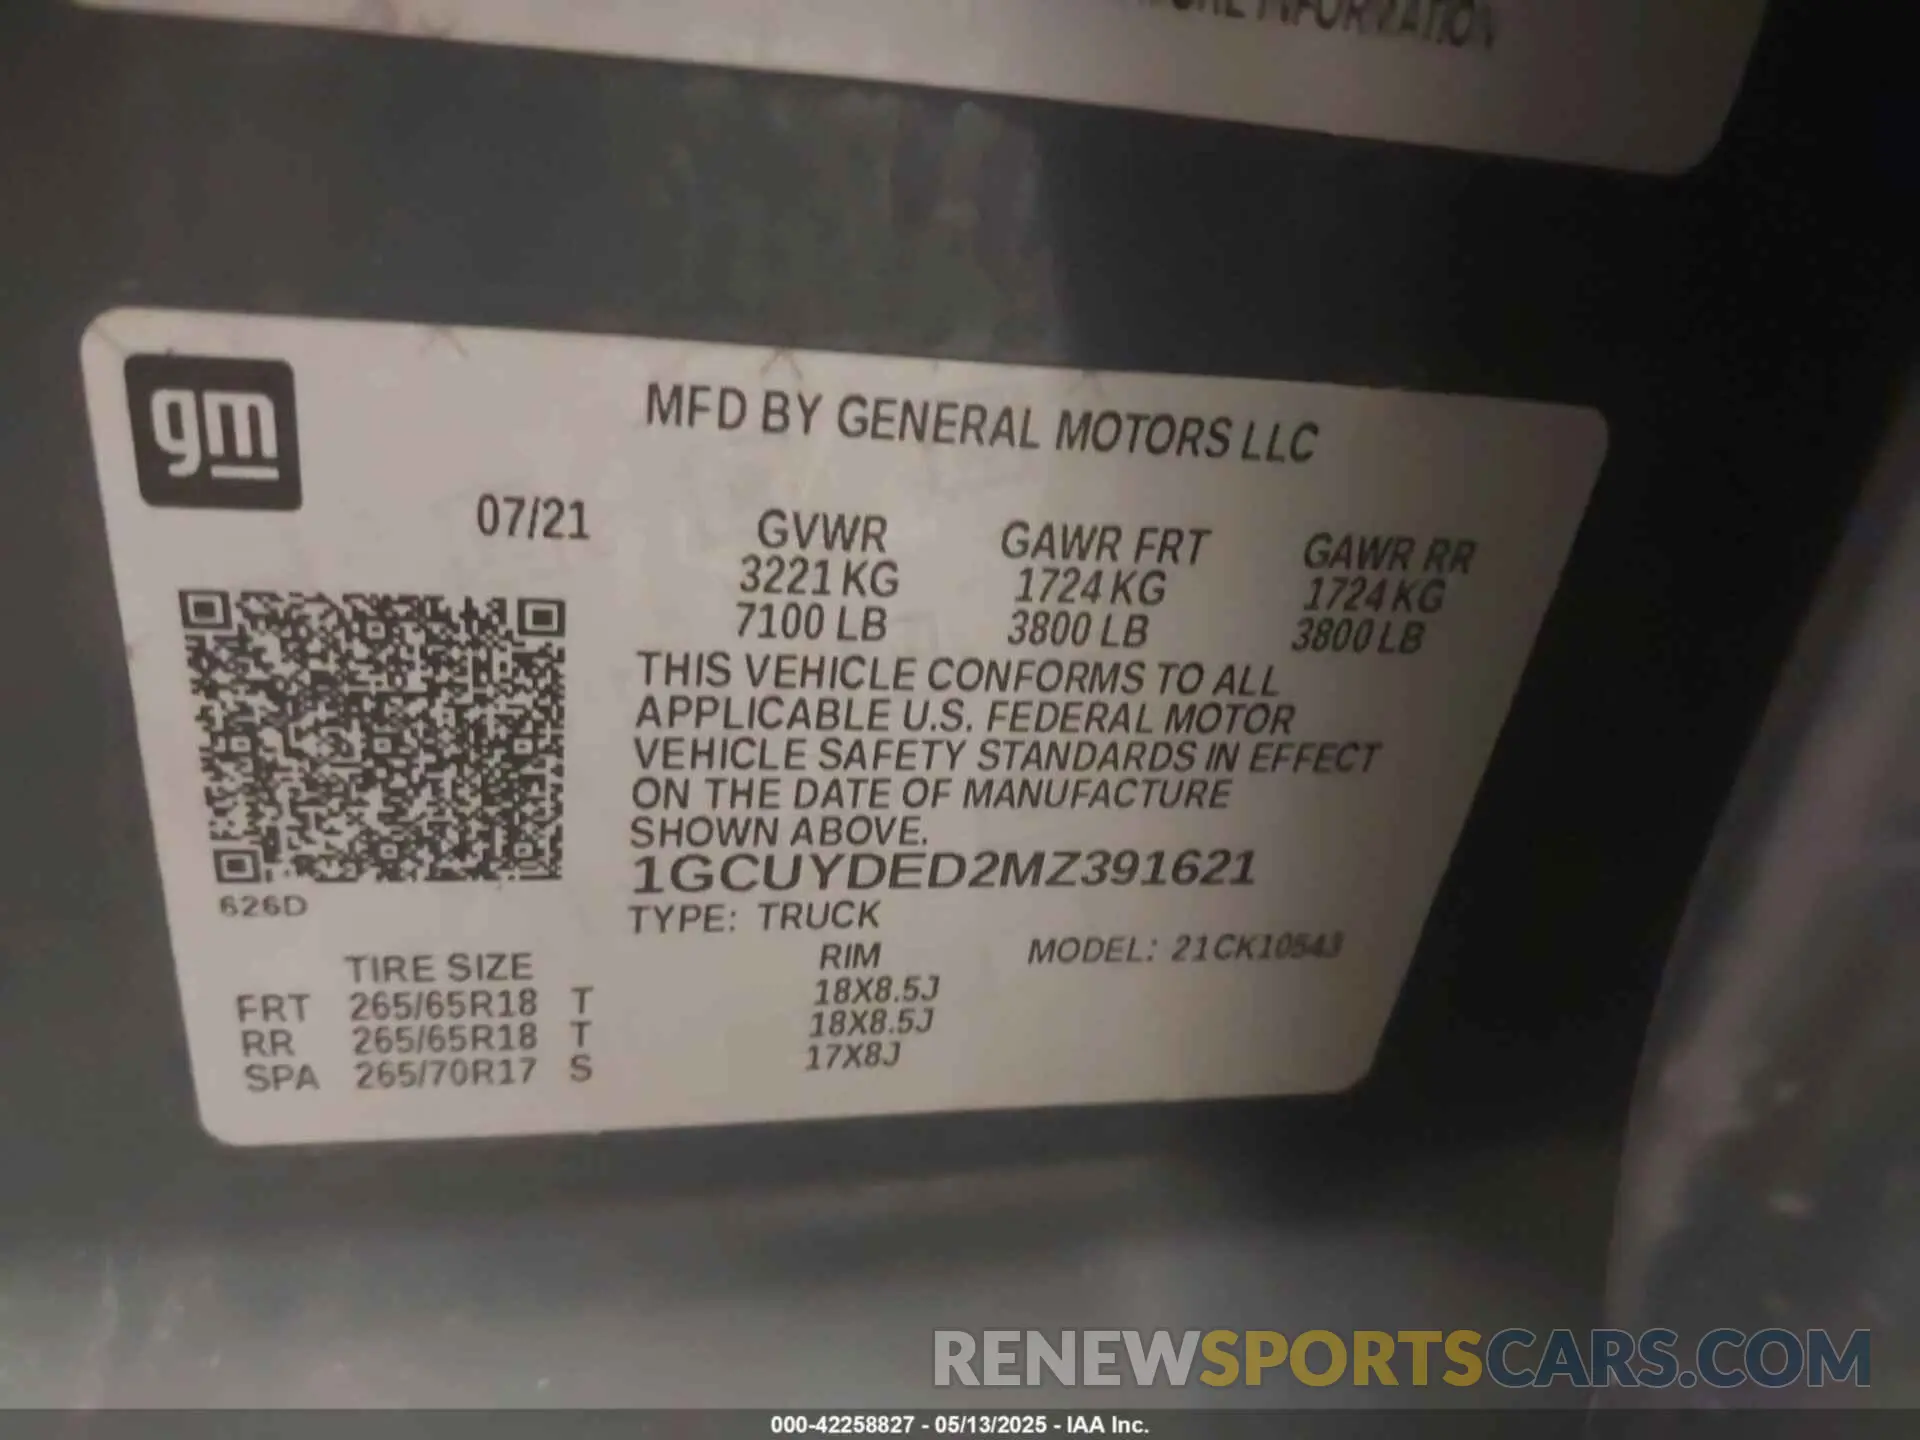 INFORMATION
gm
MFD BY GENERAL MOTORS LLC
07/21
GVWR GAWR FRT GAWR RR
3221 KG 1724 KG 1724 KG
7100 LB 3800 LB 3800 LB
THIS VEHICLE CONFORMS TO ALL
APPLICABLE U.S. FEDERAL MOTOR
VEHICLE SAFETY STANDARDS IN EFFECT
ON THE DATE OF MANUFACTURE
SHOWN ABOVE.
1GCUYDED2MZ391621
626D
TYPE: TRUCK
TIRE SIZE RIM MODEL: 21CK10543
FRT 265/65R18 T 18X8.5J
RR 265/65R18 T 18X8.5J
SPA 265/70R17 S 17X8J
RENEWSPORTSCARS.COM
000-42258827 - 05/13/2025 - IAA Inc.